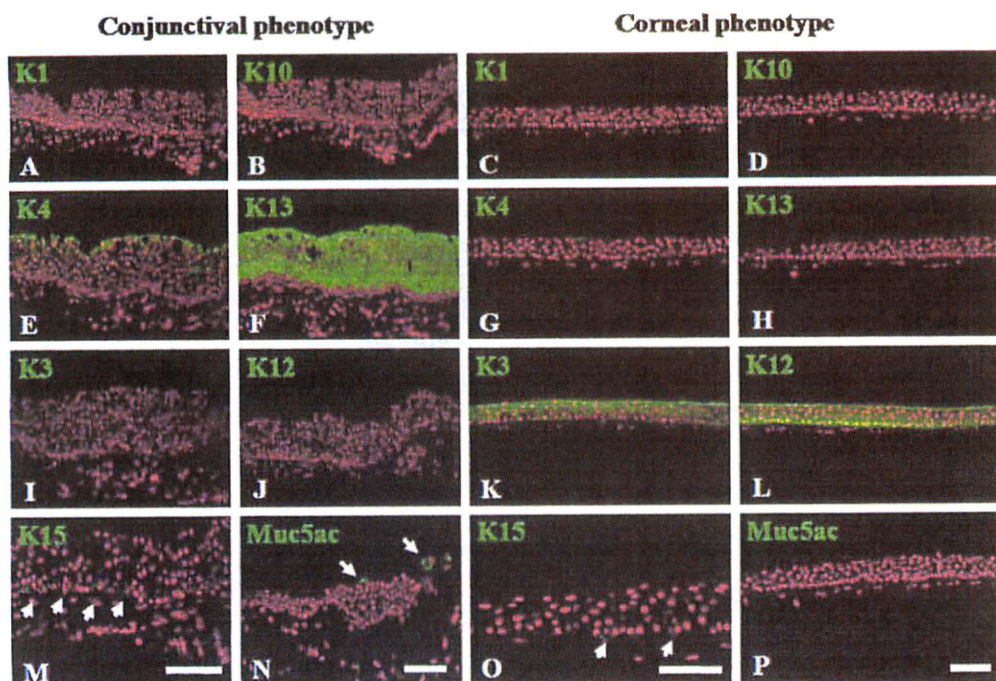 Conjunctival phenotype
Corneal phenotype
K1
K10
K1
K10
A
B
C
D
K4
K13
K4
K13
E
F
G
H
K3
K12
K3
K12
I
J
K
L
K15
Muc5ac
K15
Muc5ac
M
N
O
P